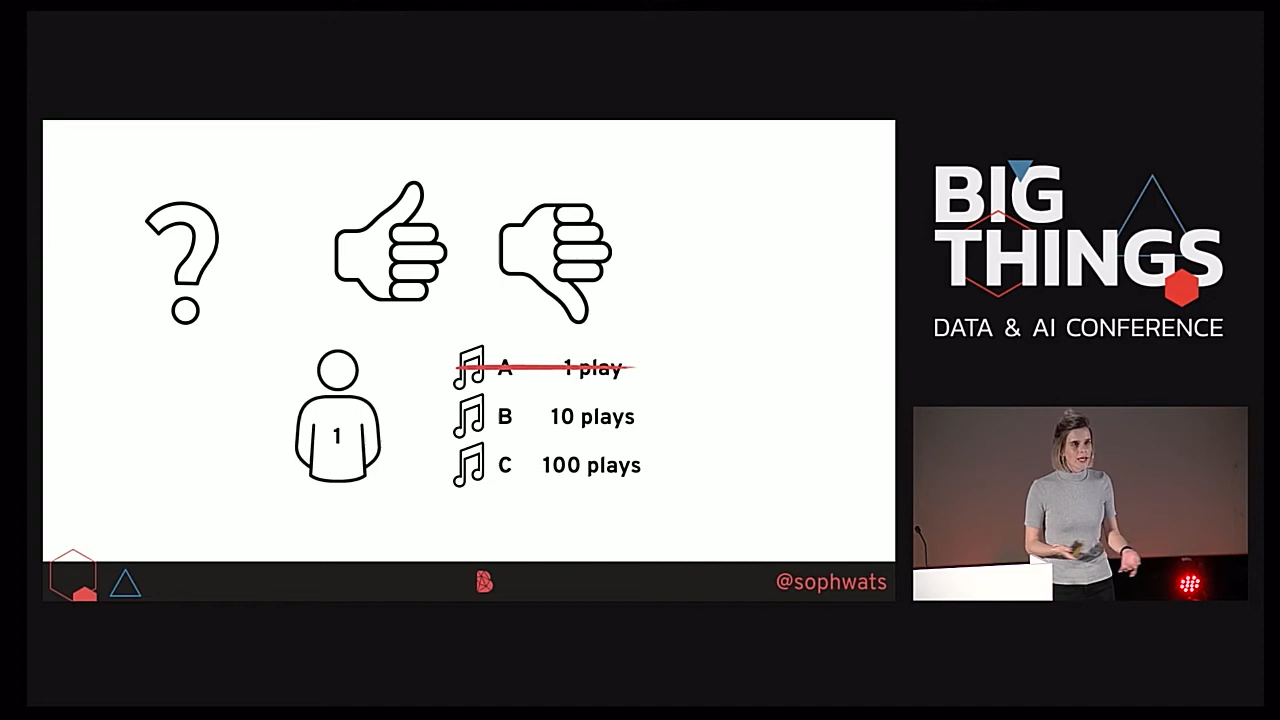 ?
1
A 1 play
B 10 plays
C 100 plays
@sophwats
BIG
THINGS
DATA & AI CONFERENCE